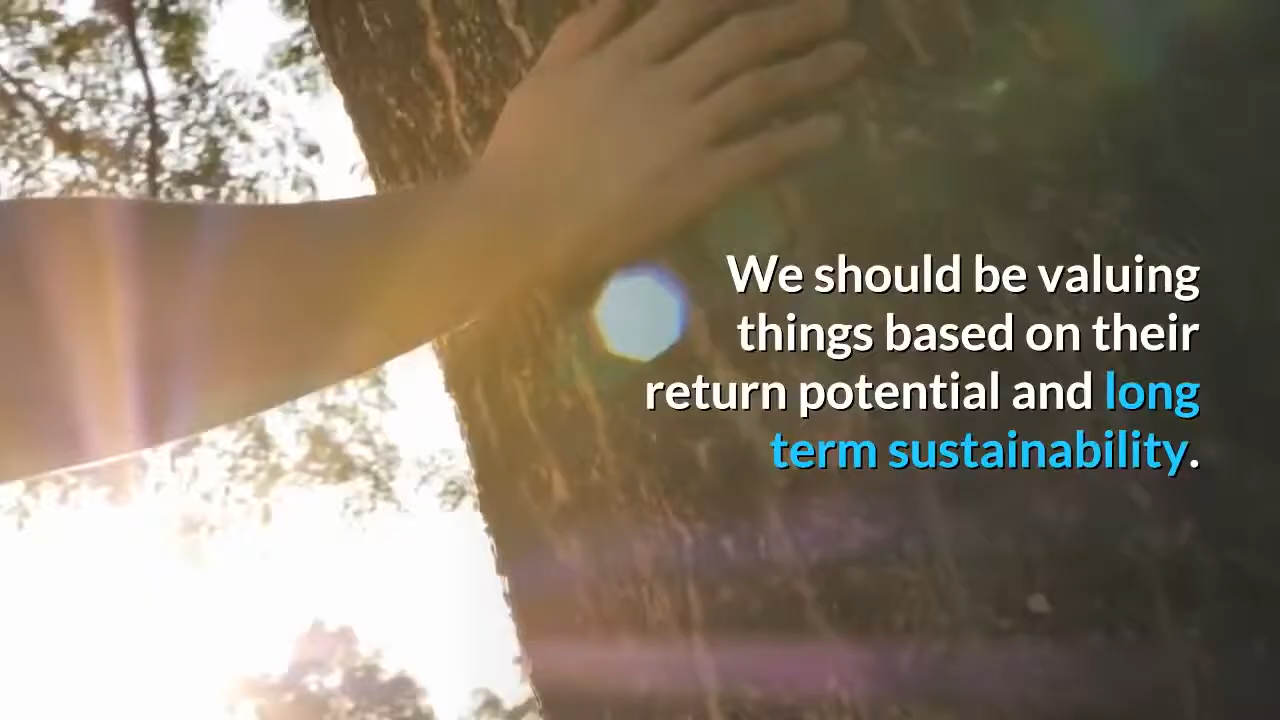 We should be valuing
things based on their
return potential and long
term sustainability.